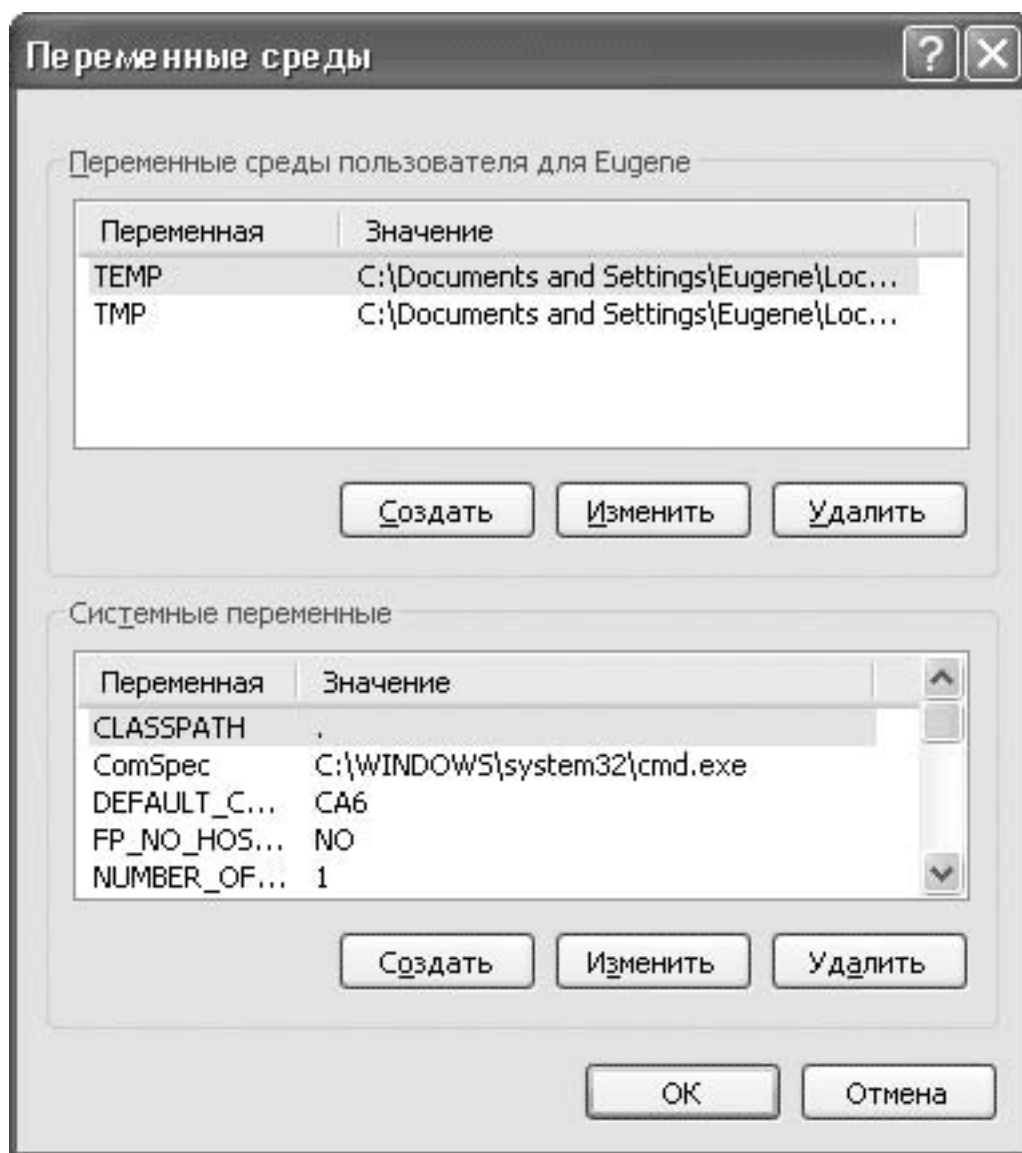 Переменные среды
Переменные среды пользователя для Eugene
Переменная Значение
TEMP C:\Documents and Settings\Eugene\Loc...
TMP C:\Documents and Settings\Eugene\Loc...
Создать Изменить Удалить
Системные переменные
Переменная Значение
CLASSPATH .
ComSpec C:\WINDOWS\system32\cmd.exe
DEFAULT_C... CA6
FP_NO_HOS... NO
NUMBER_OF... 1
Создать Изменить Удалить
ОК Отмена